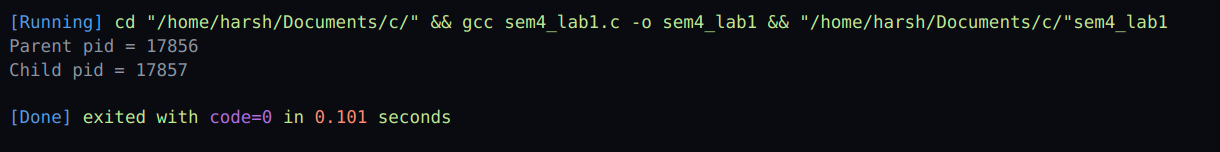 [Running] cd "/home/harsh/Documents/c/" && gcc sem4_lab1.c -o sem4_lab1 && "/home/harsh/Documents/c/"sem4_lab1
Parent pid = 17856
Child pid = 17857
[Done] exited with code=0 in 0.101 seconds